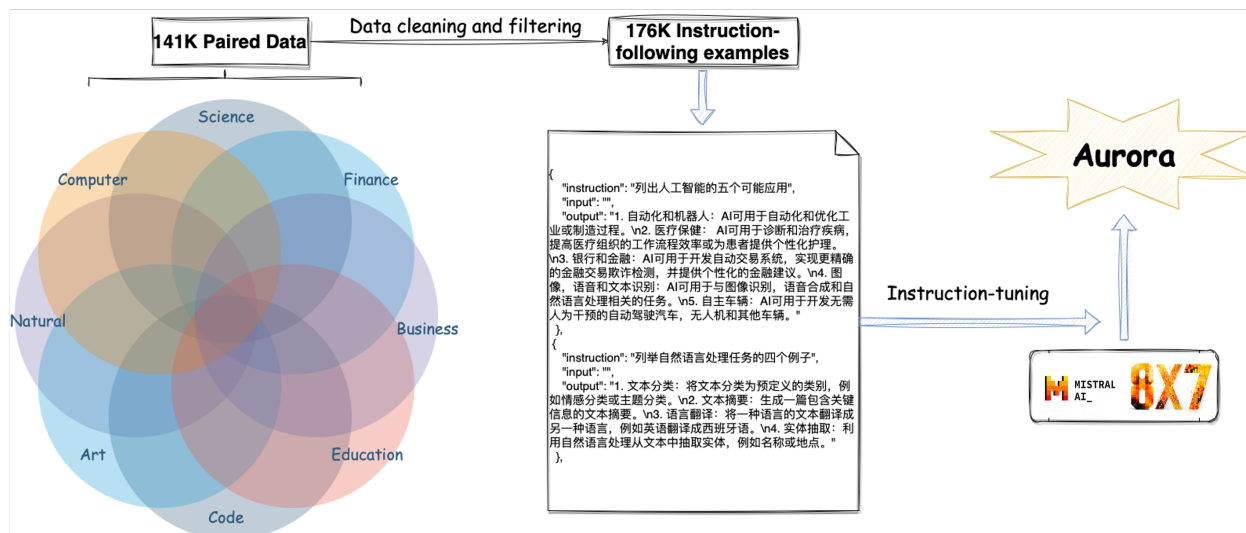 141K Paired Data
Data cleaning and filtering
176K Instruction-
following examples
Science
Computer
Finance
Natural
Business
Art
Education
Code
{
"instruction": "列出人工智能的五个可能应用",
"input": "",
"output": "1. 自动化和机器人：AI可用于自动化和优化工
业或制造过程。\n2. 医疗保健： AI可用于诊断和治疗疾病，
提高医疗组织的工作流程效率或为患者提供个性化护理。
\n3. 银行和金融：AI可用于开发自动交易系统，实现更精确
的金融交易欺诈检测，并提供个性化的金融建议。\n4. 图
像，语音和文本识别：AI可用于与图像识别，语音合成和自
然语言处理相关的任务。\n5. 自主车辆：AI可用于开发无需
人为干预的自动驾驶汽车，无人机和其他车辆。"
},
{
"instruction": "列举自然语言处理任务的四个例子",
"input": "",
"output": "1. 文本分类：将文本分类为预定义的类别，例
如情感分类或主题分类。\n2. 文本摘要：生成一篇包含关键
信息的文本摘要。\n3. 语言翻译：将一种语言的文本翻译成
另一种语言，例如英语翻译成西班牙语。\n4. 实体抽取：利
用自然语言处理从文本中抽取实体，例如名称或地点。"
},
Instruction-tuning
Aurora
MISTRAL
AI_
8X7